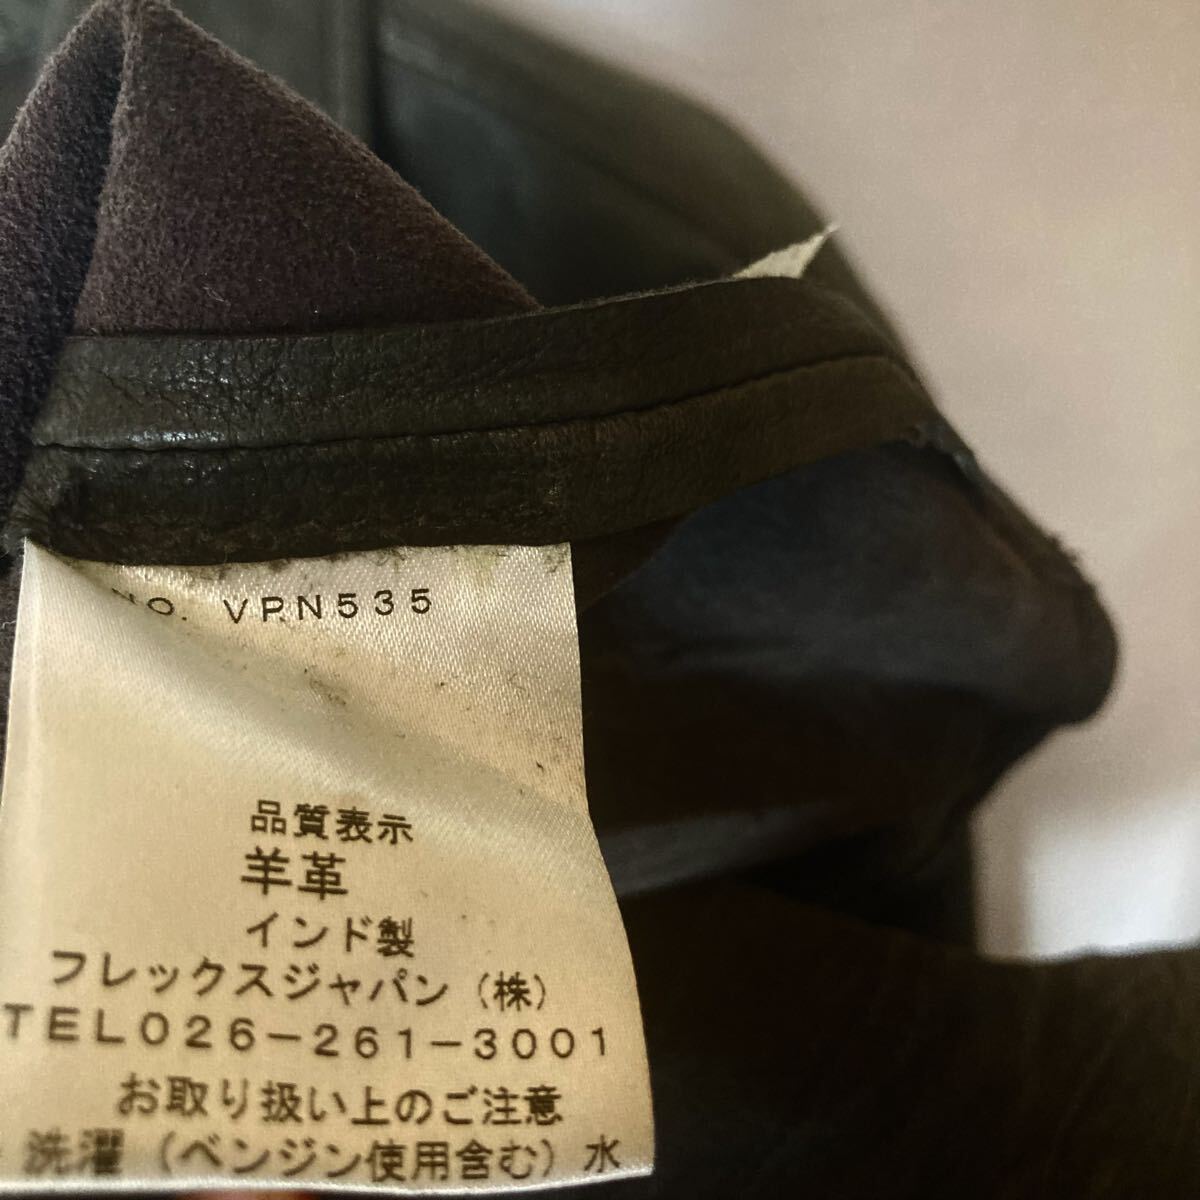 NO. VPN535
品質表示
羊革
インド製
フレックスジャパン(株)
TEL026-261-3001
お取り扱い上のご注意
洗濯(ベンジン使用含む)水